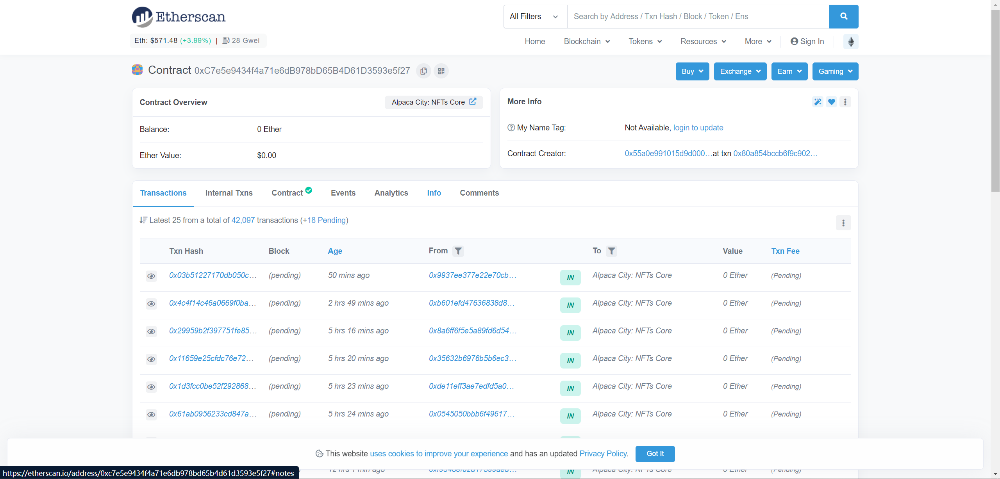 Etherscan
All Filters
Search by Address / Txn Hash / Block / Token / Ens
Eth: $571.48 (+3.99%) | 28 Gwei
Home Blockchain Tokens Resources More Sign In
Contract 0xC7e5e9434f4a71e6dB978bD65B4D61D3593e5f27
Buy Exchange Earn Gaming
Contract Overview
Alpaca City: NFTs Core
Balance: 0 Ether
Ether Value: $0.00
More Info
My Name Tag: Not Available, login to update
Contract Creator: 0x55a0e991015d9d000...at txn 0x80a854bccb6f9c902...
Transactions Internal Txns Contract Events Analytics Info Comments
Latest 25 from a total of 42,097 transactions (+18 Pending)
Txn Hash Block Age From To Value Txn Fee
0x03b51227170db050c... (pending) 50 mins ago 0x9937ee377e22e70cb... IN Alpaca City: NFTs Core 0 Ether (Pending)
0x4c4f14c46a0669f0ba... (pending) 2 hrs 49 mins ago 0xb601efd47636838d8... IN Alpaca City: NFTs Core 0 Ether (Pending)
0x29959b2f397751fe85... (pending) 5 hrs 16 mins ago 0x8a6ff6f5e5a89fd6d54... IN Alpaca City: NFTs Core 0 Ether (Pending)
0x11659e25cfdc76e72... (pending) 5 hrs 20 mins ago 0x35632b6976b5b6ec3... IN Alpaca City: NFTs Core 0 Ether (Pending)
0x1d3fcc0be52f292868... (pending) 5 hrs 23 mins ago 0xde11eff3ae7edfd5a0... IN Alpaca City: NFTs Core 0 Ether (Pending)
0x61ab0956233cd847a... (pending) 5 hrs 24 mins ago 0x0545050bbb6f49617... IN Alpaca City: NFTs Core 0 Ether (Pending)
This website uses cookies to improve your experience and has an updated Privacy Policy. Got It
12 hrs 1 min ago IN Alpaca City: NFTs Core 0 Ether (Pending)
https://etherscan.io/address/0xc7e5e9434f4a71e6db978bd65b4d61d3593e5f27#notes